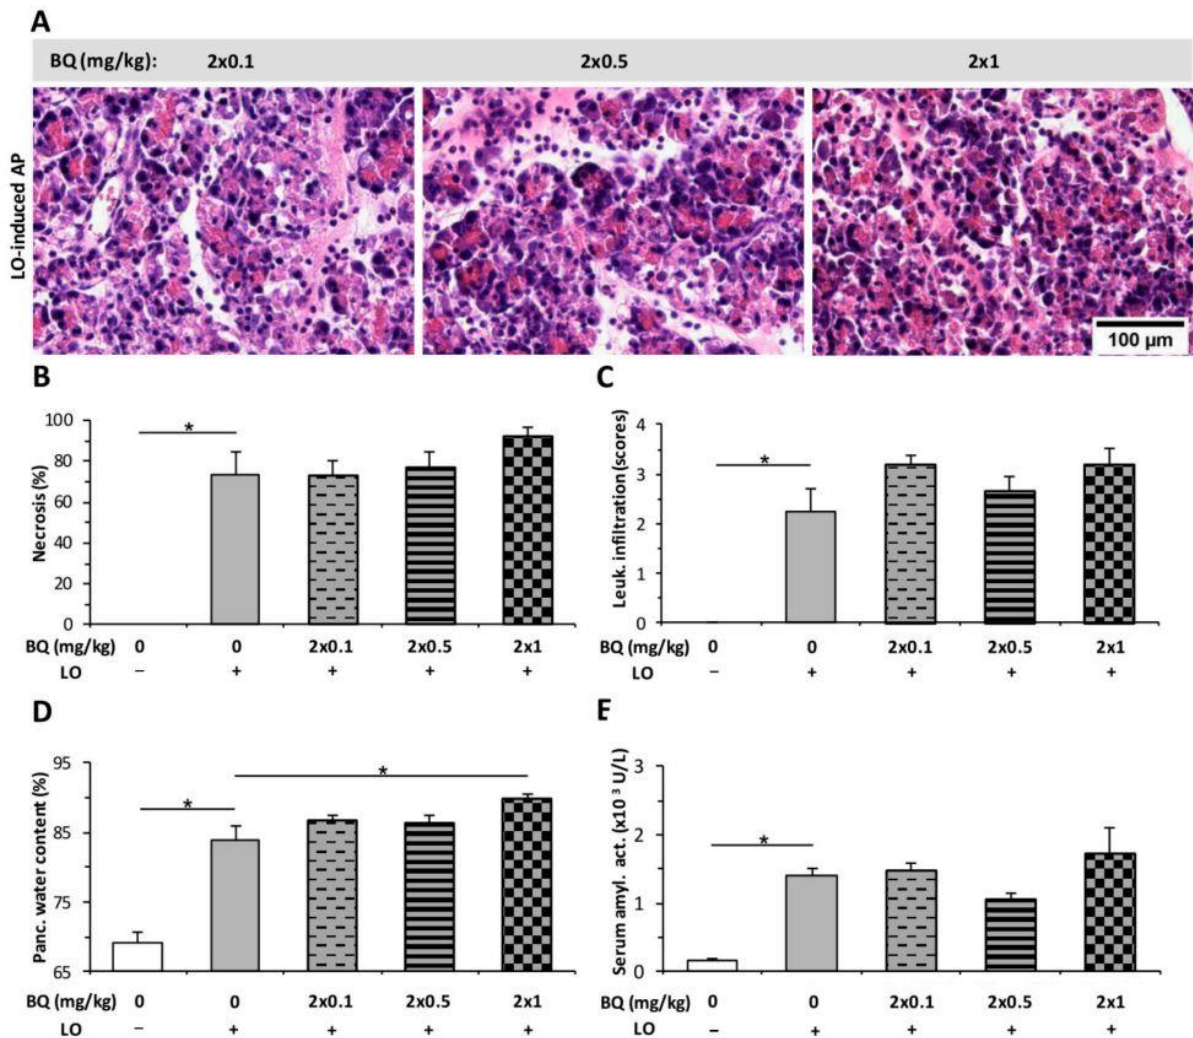 A
BQ (mg/kg): 2x0.1 2x0.5 2x1
LO-induced AP
100 µm
B
Necrosis (%)
100
80
60
40
20
0
*
BQ (mg/kg) 0 0 2x0.1 2x0.5 2x1
LO – + + + +
C
Leuk. infiltration (scores)
4
3
2
1
0
*
BQ (mg/kg) 0 0 2x0.1 2x0.5 2x1
LO – + + + +
D
Panc. water content (%)
95
85
75
65
*
*
BQ (mg/kg) 0 0 2x0.1 2x0.5 2x1
LO – + + + +
E
Serum amyl. act. (x10 ³ U/L)
3
2
1
0
*
BQ (mg/kg) 0 0 2x0.1 2x0.5 2x1
LO – + + + +